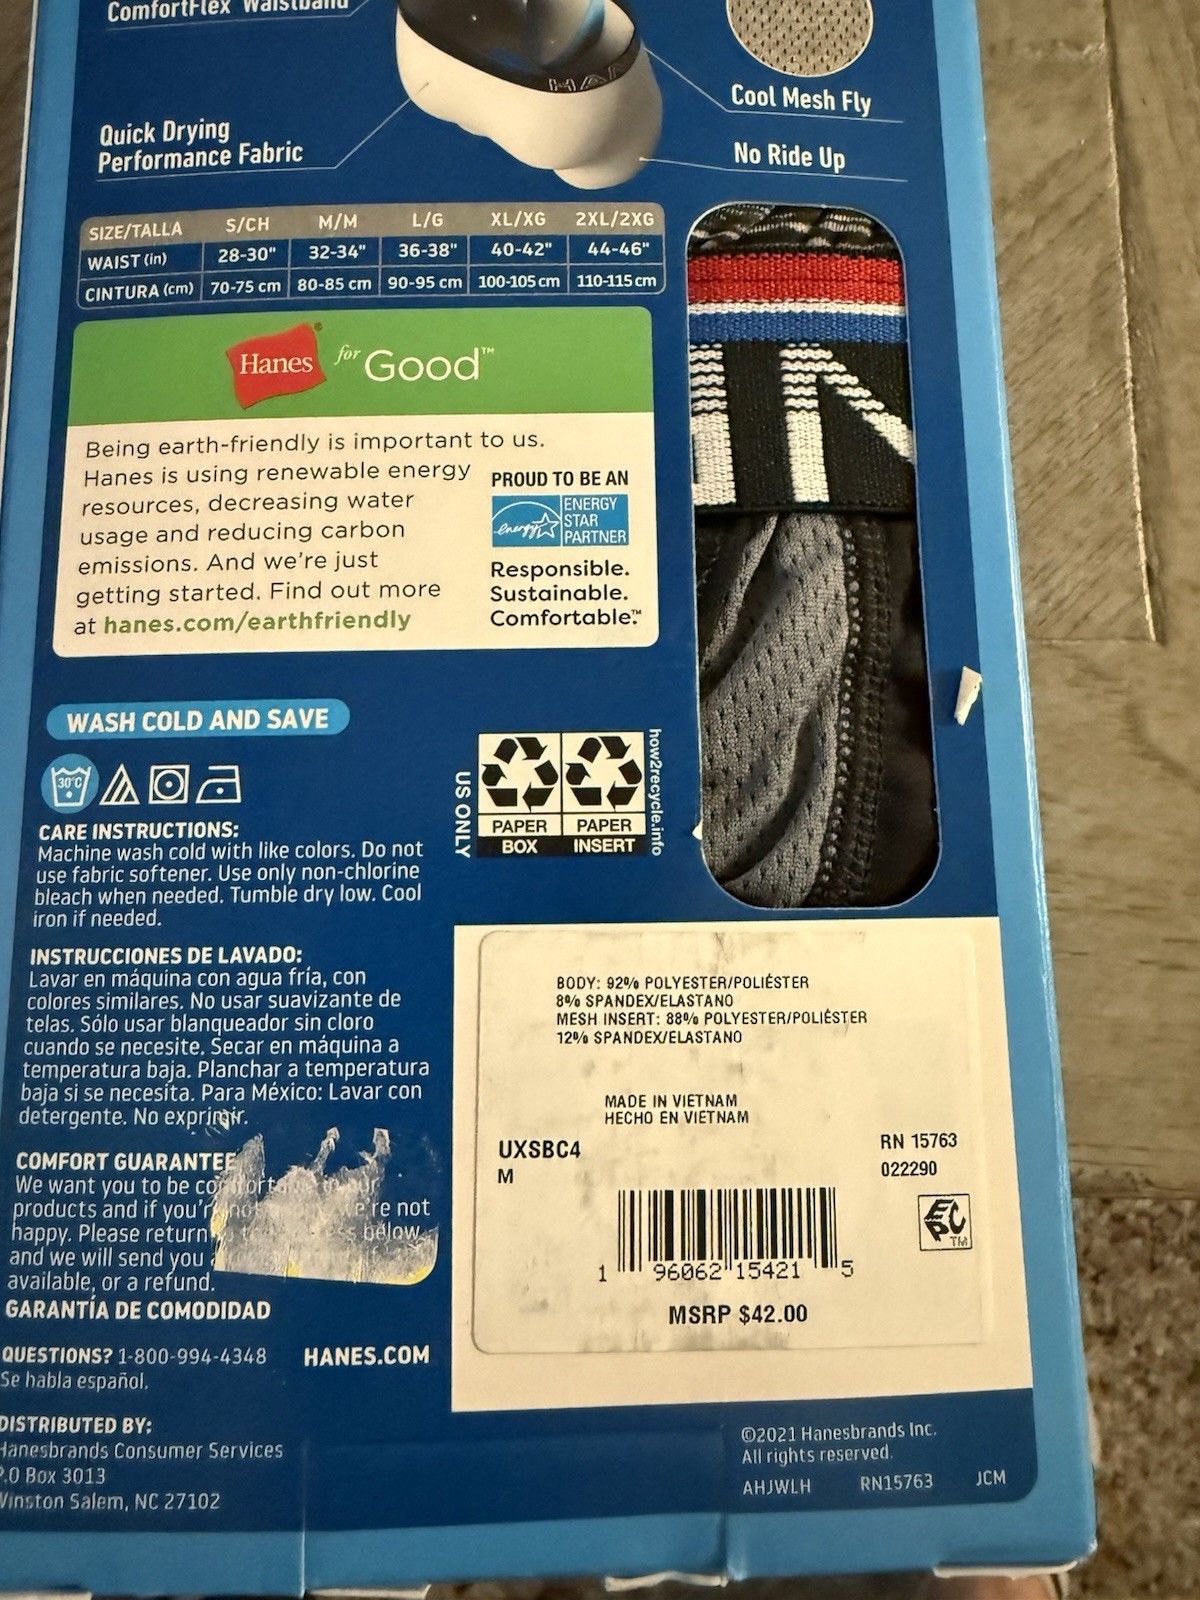 ComfortFlex Waistband
Cool Mesh Fly
Quick Drying
Performance Fabric
No Ride Up
SIZE/TALLA S/CH M/M L/G XL/XG 2XL/2XG
WAIST (in) 28-30" 32-34" 36-38" 40-42" 44-46"
CINTURA (cm) 70-75 cm 80-85 cm 90-95 cm 100-105 cm 110-115 cm
Hanes® for Good™
Being earth-friendly is important to us.
Hanes is using renewable energy
resources, decreasing water
usage and reducing carbon
emissions. And we're just
getting started. Find out more
at hanes.com/earthfriendly
PROUD TO BE AN
energy
ENERGY
STAR
PARTNER
Responsible.
Sustainable.
Comfortable.™
WASH COLD AND SAVE
30°C
CARE INSTRUCTIONS:
Machine wash cold with like colors. Do not
use fabric softener. Use only non-chlorine
bleach when needed. Tumble dry low. Cool
iron if needed.
US ONLY
PAPER PAPER
BOX INSERT
how2recycle.info
INSTRUCCIONES DE LAVADO:
Lavar en máquina con agua fría, con
colores similares. No usar suavizante de
telas. Sólo usar blanqueador sin cloro
cuando se necesite. Secar en máquina a
temperatura baja. Planchar a temperatura
baja si se necesita. Para México: Lavar con
detergente. No exprimir.
COMFORT GUARANTEE
We want you to be comfortable
products and if you're not we're not
happy. Please return below
and we will send you
available, or a refund.
GARANTÍA DE COMODIDAD
QUESTIONS? 1-800-994-4348 HANES.COM
Se habla español.
DISTRIBUTED BY:
Hanesbrands Consumer Services
P.O Box 3013
Winston Salem, NC 27102
BODY: 92% POLYESTER/POLIÉSTER
8% SPANDEX/ELASTANO
MESH INSERT: 88% POLYESTER/POLIÉSTER
12% SPANDEX/ELASTANO
MADE IN VIETNAM
HECHO EN VIETNAM
UXSBC4 RN 15763
M 022290
EPC TM
1 96062 15421 5
MSRP $42.00
©2021 Hanesbrands Inc.
All rights reserved.
AHJWLH RN15763 JCM